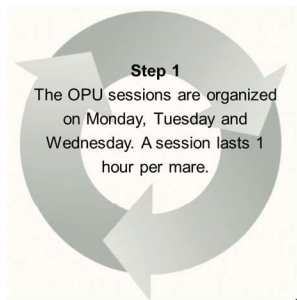 Step 1
The OPU sessions are organized
on Monday, Tuesday and
Wednesday. A session lasts 1
hour per mare.